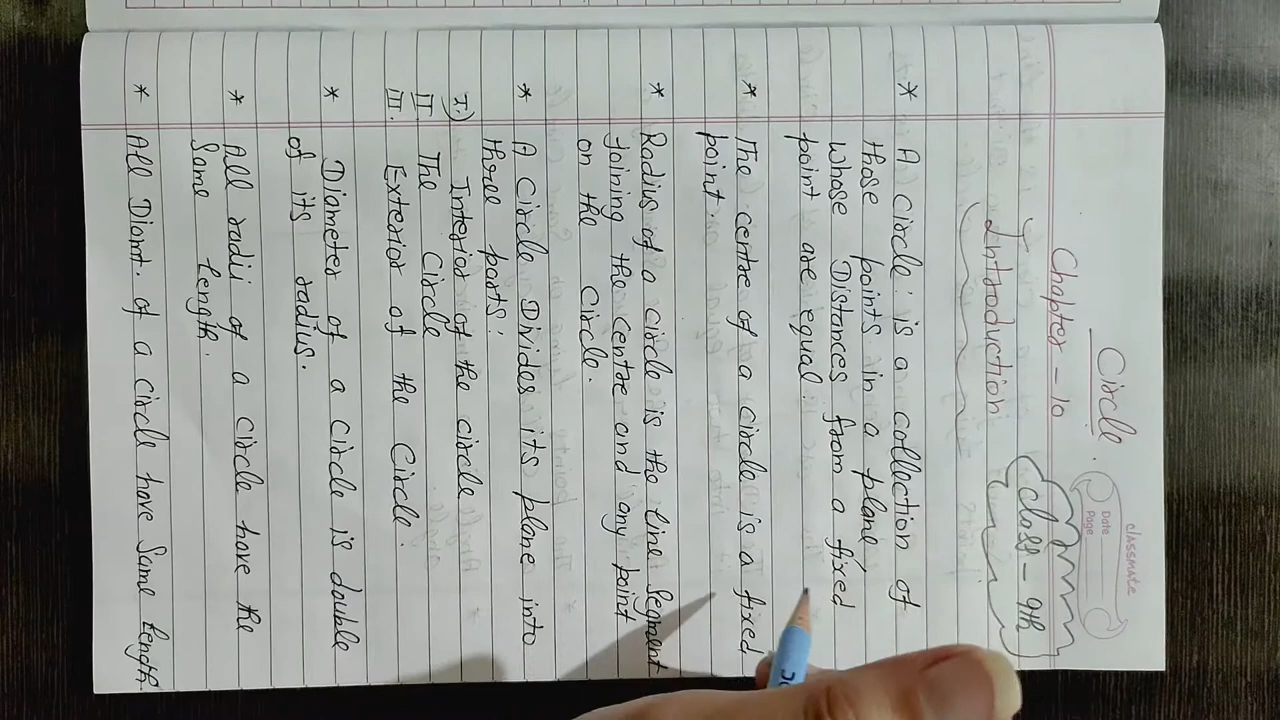 classmate
Date
Page
Circle.
Chapter - 10
Class - 9th
Introduction
* A circle is a collection of
those points in a plane
whose Distances from a fixed
point are equal.
* The centre of a circle is a fixed
point.
* Radius of a circle is the line Segment
Joining the centre and any point
on the circle.
* A Circle Divides its plane into
three parts:
I.) Interior of the circle
II. The Circle
III. Exterior of the Circle.
* Diameter of a circle is double
of its radius.
* All radii of a circle have the
Same Length.
* All Diamt. of a circle have Same Length